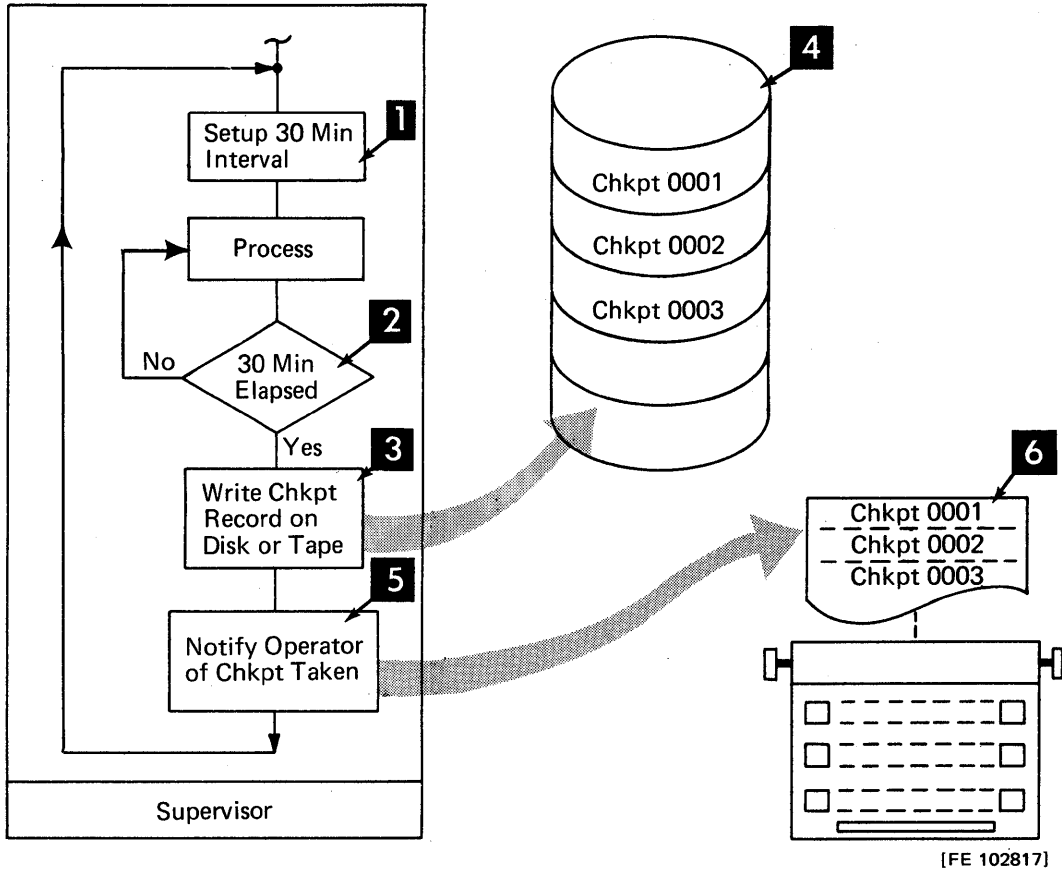 1
Setup 30 Min
Interval
Process
2
No
30 Min
Elapsed
Yes
3
Write Chkpt
Record on
Disk or Tape
5
Notify Operator
of Chkpt Taken
Supervisor
4
Chkpt 0001
Chkpt 0002
Chkpt 0003
6
Chkpt 0001
Chkpt 0002
Chkpt 0003
[FE 102817]